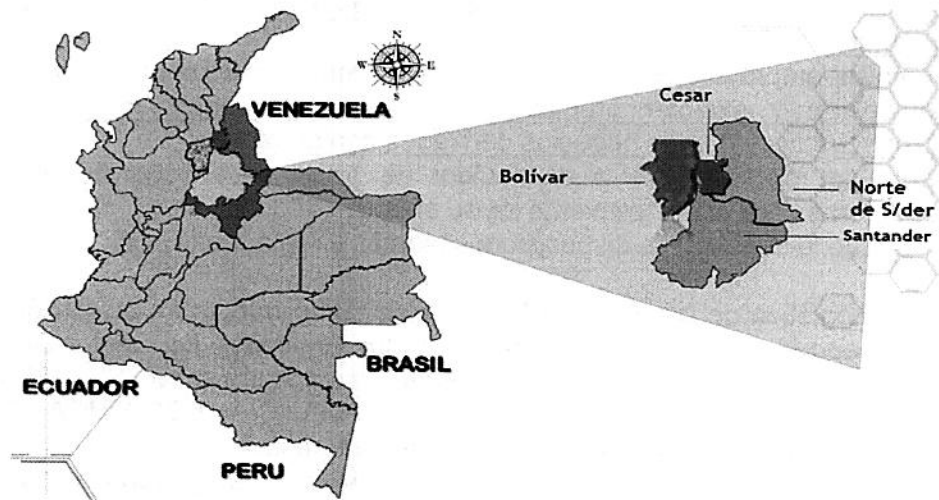 N
W E
S
VENEZUELA
Cesar
Bolívar
Norte
de S/der
Santander
BRASIL
ECUADOR
PERU